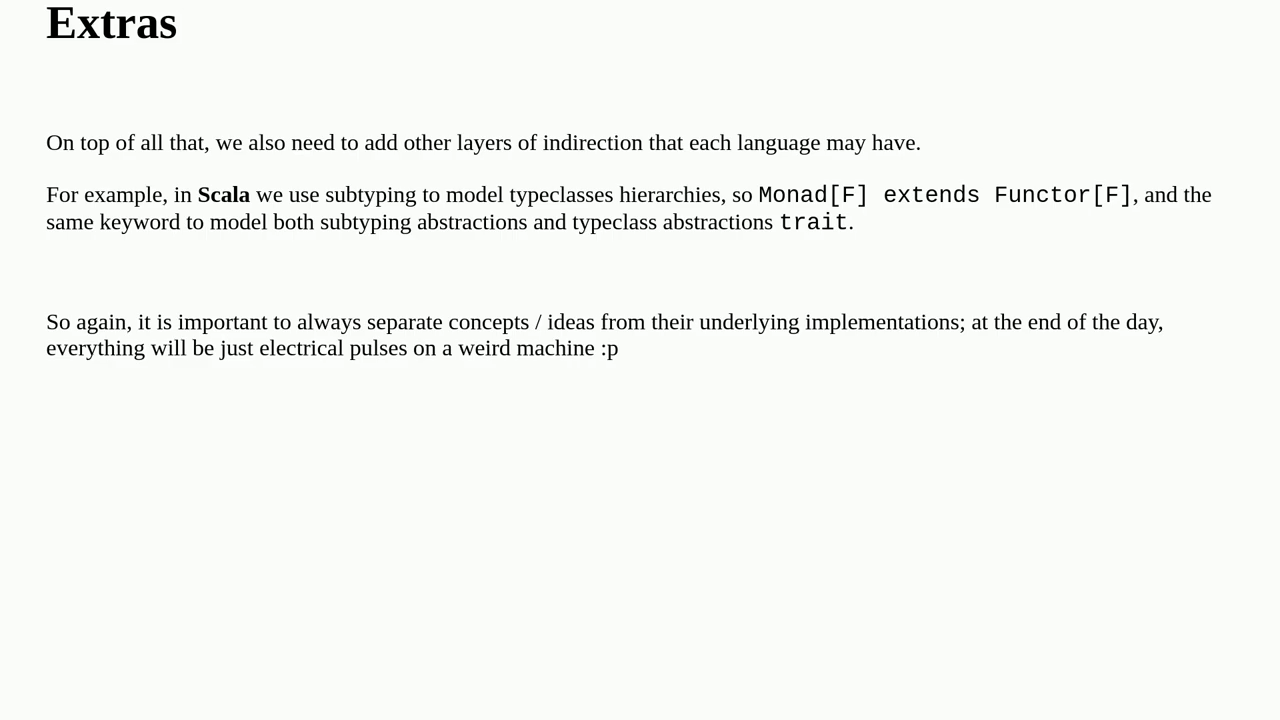 Extras
On top of all that, we also need to add other layers of indirection that each language may have.
For example, in Scala we use subtyping to model typeclasses hierarchies, so Monad[F] extends Functor[F], and the
same keyword to model both subtyping abstractions and typeclass abstractions trait.
So again, it is important to always separate concepts / ideas from their underlying implementations; at the end of the day,
everything will be just electrical pulses on a weird machine :p